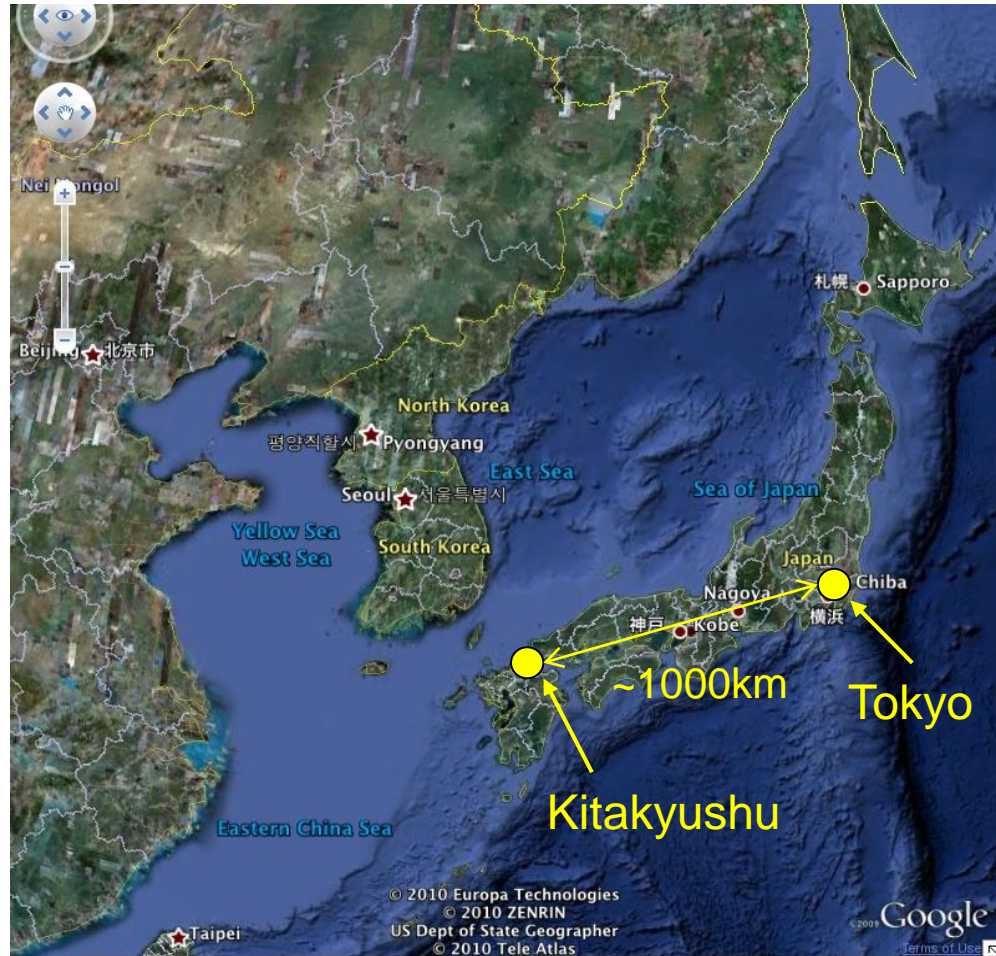 Nei Mongol
札幌 Sapporo
Beijing 北京市
North Korea
평양직할시 Pyongyang
East Sea
Sea of Japan
Seoul 서울특별시
Yellow Sea
West Sea
South Korea
Japan
Chiba
Nagoya
横浜
神戸 Kobe
~1000km
Tokyo
Kitakyushu
Eastern China Sea
© 2010 Europa Technologies
© 2010 ZENRIN
US Dept of State Geographer
© 2010 Tele Atlas
©2009 Google
Terms of Use
Taipei